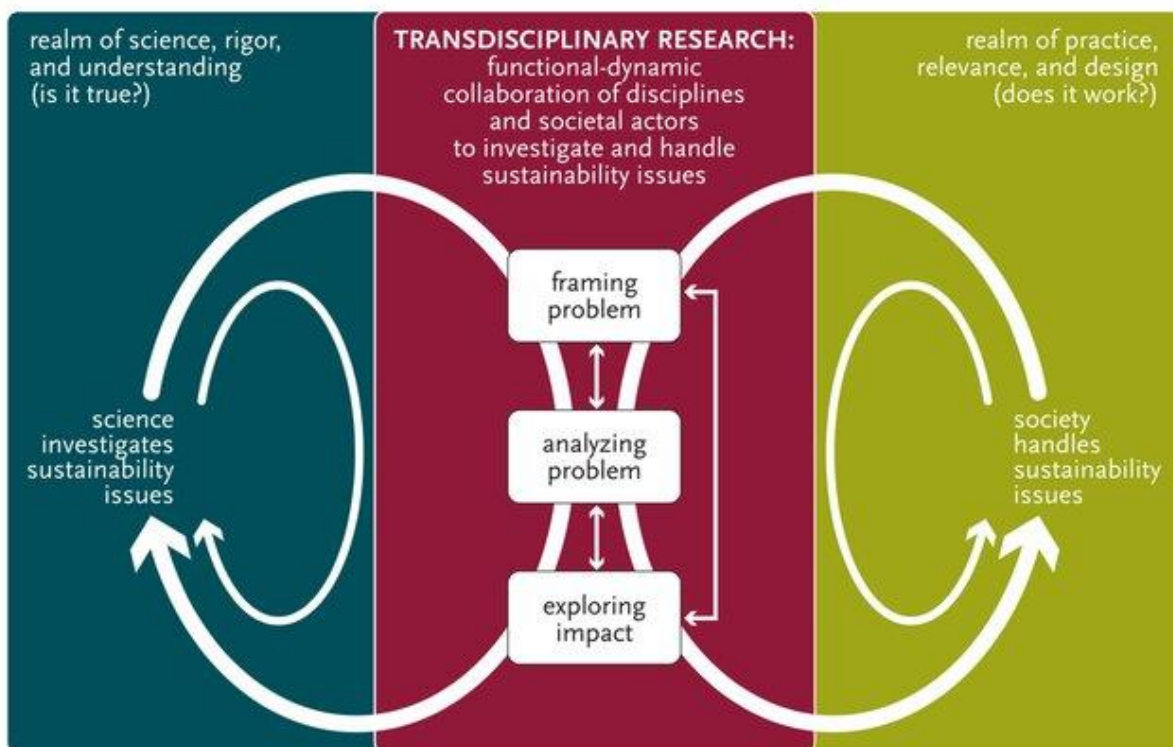 realm of science, rigor,
and understanding
(is it true?)
TRANSDISCIPLINARY RESEARCH:
functional-dynamic
collaboration of disciplines
and societal actors
to investigate and handle
sustainability issues
realm of practice,
relevance, and design
(does it work?)
framing
problem
science
investigates
sustainability
issues
analyzing
problem
society
handles
sustainability
issues
exploring
impact